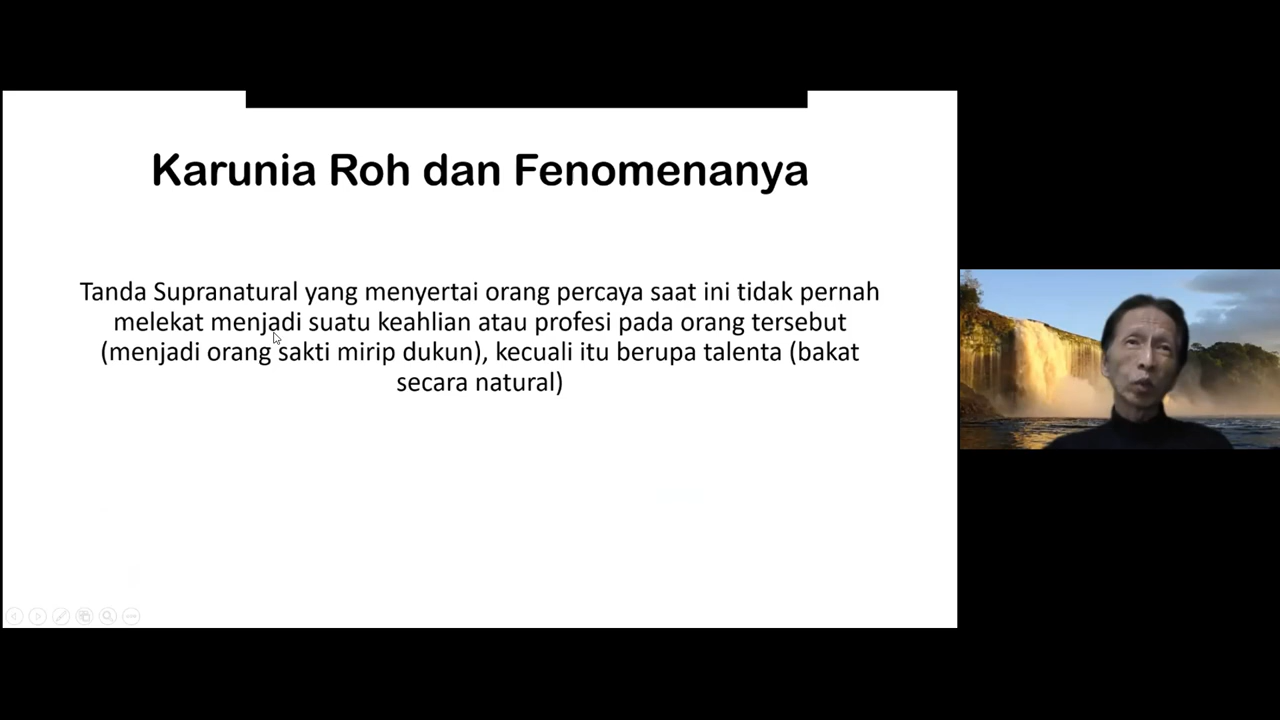 Karunia Roh dan Fenomenanya
Tanda Supranatural yang menyertai orang percaya saat ini tidak pernah
melekat menjadi suatu keahlian atau profesi pada orang tersebut
(menjadi orang sakti mirip dukun), kecuali itu berupa talenta (bakat
secara natural)